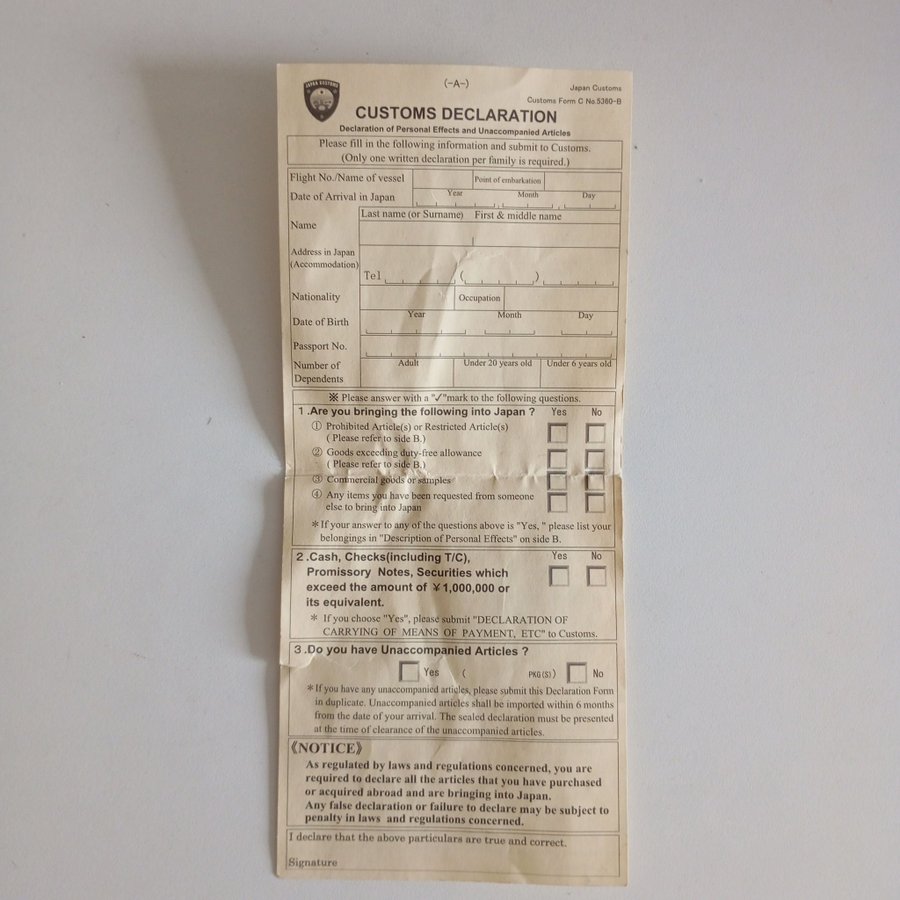 JAPAN CUSTOMS
(-A-)
Japan Customs
Customs Form C No.5360-B
CUSTOMS DECLARATION
Declaration of Personal Effects and Unaccompanied Articles
Please fill in the following information and submit to Customs.
(Only one written declaration per family is required.)
Flight No./Name of vessel Point of embarkation
Date of Arrival in Japan Year Month Day
Last name (or Surname) First & middle name
Name
Address in Japan
(Accommodation)
Tel ( )
Nationality Occupation
Date of Birth Year Month Day
Passport No.
Number of Dependents Adult Under 20 years old Under 6 years old
※ Please answer with a "✓"mark to the following questions.
1 .Are you bringing the following into Japan ? Yes No
① Prohibited Article(s) or Restricted Article(s)
( Please refer to side B.)
② Goods exceeding duty-free allowance
( Please refer to side B.)
③ Commercial goods or samples
④ Any items you have been requested from someone
else to bring into Japan
＊If your answer to any of the questions above is "Yes, " please list your
belongings in "Description of Personal Effects" on side B.
2 .Cash, Checks(including T/C), Yes No
Promissory Notes, Securities which
exceed the amount of ¥1,000,000 or
its equivalent.
＊ If you choose "Yes", please submit "DECLARATION OF
CARRYING OF MEANS OF PAYMENT, ETC" to Customs.
3 .Do you have Unaccompanied Articles ?
Yes ( PKG(S) ) No
＊If you have any unaccompanied articles, please submit this Declaration Form
in duplicate. Unaccompanied articles shall be imported within 6 months
from the date of your arrival. The sealed declaration must be presented
at the time of clearance of the unaccompanied articles.
《NOTICE》
As regulated by laws and regulations concerned, you are
required to declare all the articles that you have purchased
or acquired abroad and are bringing into Japan.
Any false declaration or failure to declare may be subject to
penalty in laws and regulations concerned.
I declare that the above particulars are true and correct.
Signature